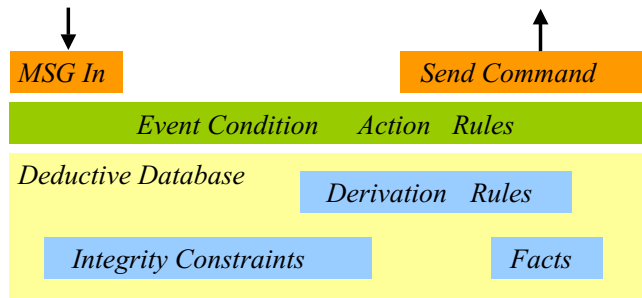 MSG In
Send Command
Event Condition Action Rules
Deductive Database
Derivation Rules
Integrity Constraints
Facts